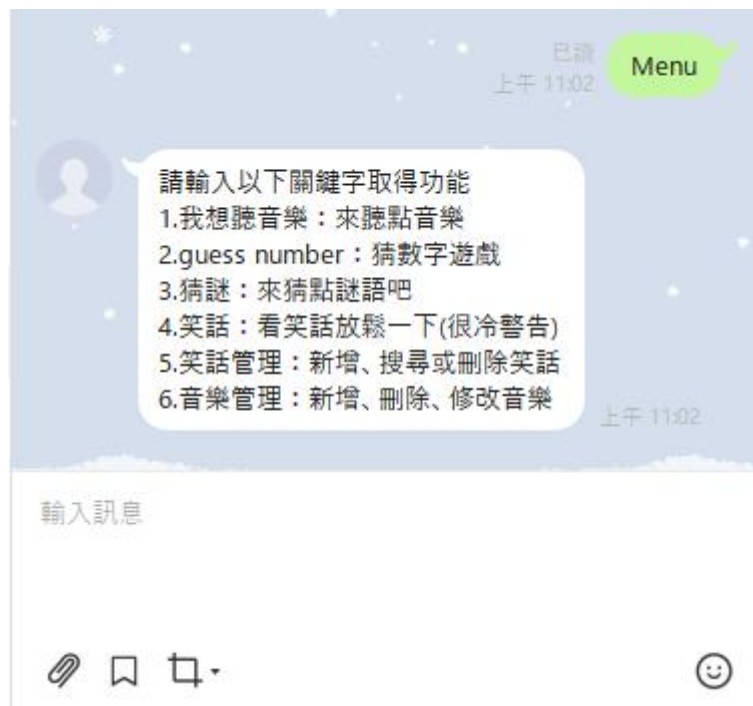 已讀
上午 11:02
Menu
請輸入以下關鍵字取得功能
1.我想聽音樂：來聽點音樂
2.guess number：猜數字遊戲
3.猜謎：來猜點謎語吧
4.笑話：看笑話放鬆一下(很冷警告)
5.笑話管理：新增、搜尋或刪除笑話
6.音樂管理：新增、刪除、修改音樂
上午 11:02
輸入訊息